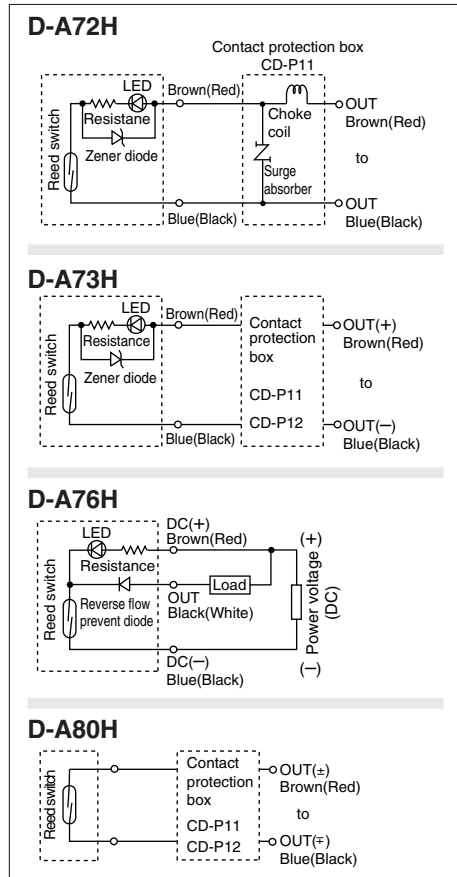 D-A72H
Contact protection box
CD-P11
LED
Brown(Red)
OUT
Resistane
Choke
coil
Brown(Red)
Zener diode
Reed switch
to
Surge
absorber
OUT
Blue(Black)
Blue(Black)
D-A73H
LED
Brown(Red)
Contact
protection
box
OUT(+)
Brown(Red)
Resistance
Zener diode
Reed switch
to
CD-P11
CD-P12
OUT(−)
Blue(Black)
Blue(Black)
D-A76H
DC(+)
Brown(Red)
LED
(+)
Resistance
Load
OUT
Black(White)
Reverse flow
prevent diode
Reed switch
Power voltage
(DC)
DC(−)
Blue(Black)
(−)
D-A80H
Reed switch
Contact
protection
box
OUT(±)
Brown(Red)
to
CD-P11
CD-P12
OUT(∓)
Blue(Black)